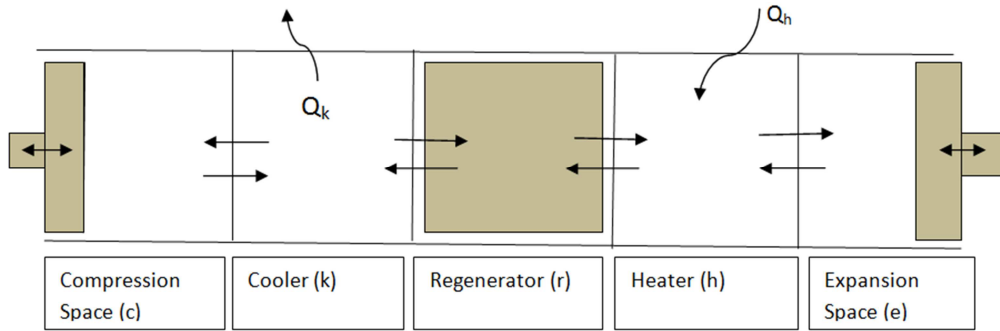 Qₖ
Qₕ
Compression
Space (c)
Cooler (k)
Regenerator (r)
Heater (h)
Expansion
Space (e)